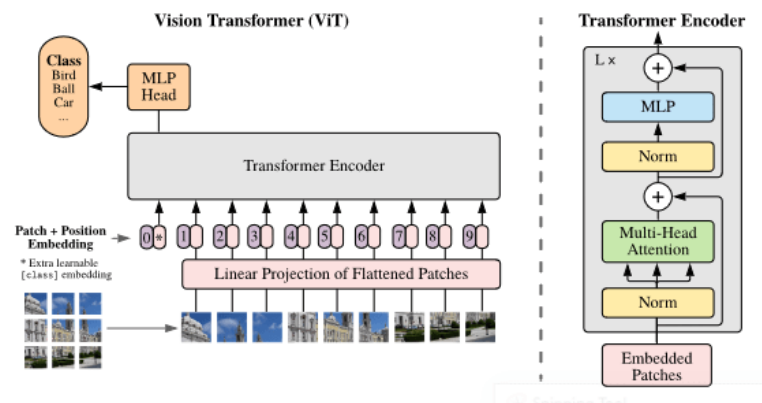 Vision Transformer (ViT)
Class
Bird
Ball
Car
...
MLP
Head
Transformer Encoder
Patch + Position
Embedding
* Extra learnable
[class] embedding
0 * 1 2 3 4 5 6 7 8 9
Linear Projection of Flattened Patches
Transformer Encoder
L ×
+
MLP
Norm
+
Multi-Head
Attention
Norm
Embedded
Patches